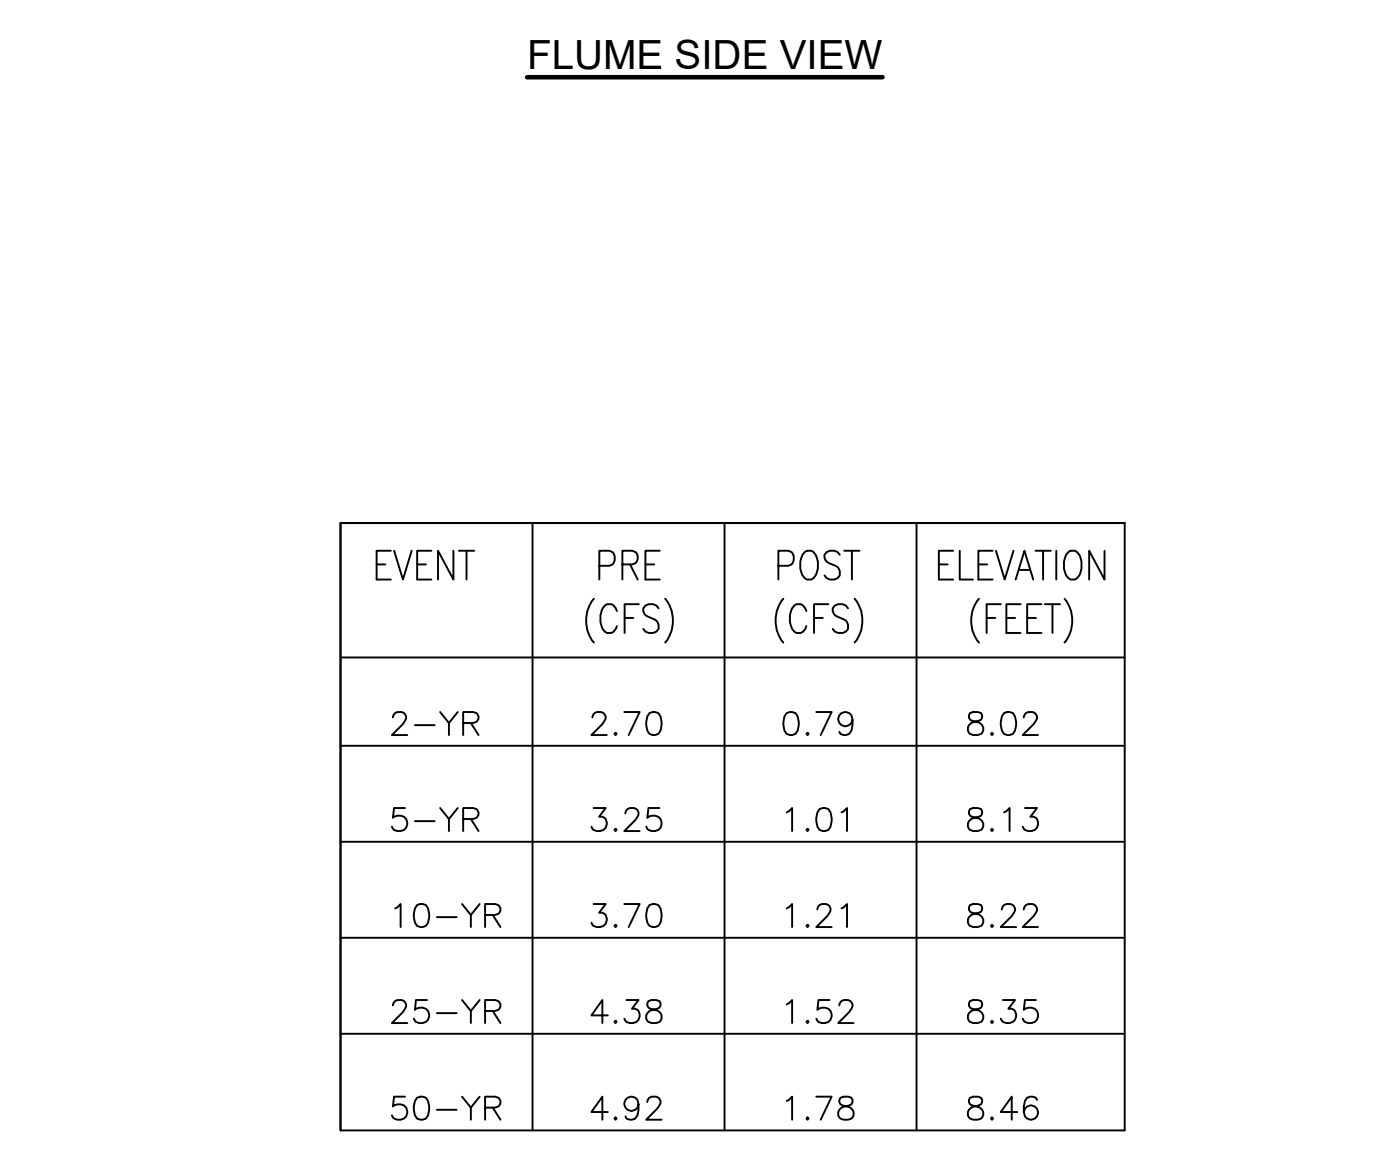 FLUME SIDE VIEW
EVENT PRE POST ELEVATION
(CFS) (CFS) (FEET)
2-YR 2.70 0.79 8.02
5-YR 3.25 1.01 8.13
10-YR 3.70 1.21 8.22
25-YR 4.38 1.52 8.35
50-YR 4.92 1.78 8.46